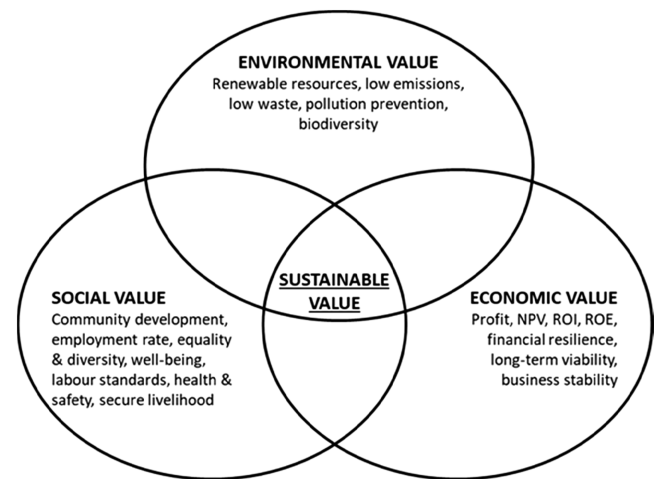 ENVIRONMENTAL VALUE
Renewable resources, low emissions,
low waste, pollution prevention,
biodiversity
SUSTAINABLE
VALUE
SOCIAL VALUE
Community development,
employment rate, equality
& diversity, well-being,
labour standards, health &
safety, secure livelihood
ECONOMIC VALUE
Profit, NPV, ROI, ROE,
financial resilience,
long-term viability,
business stability